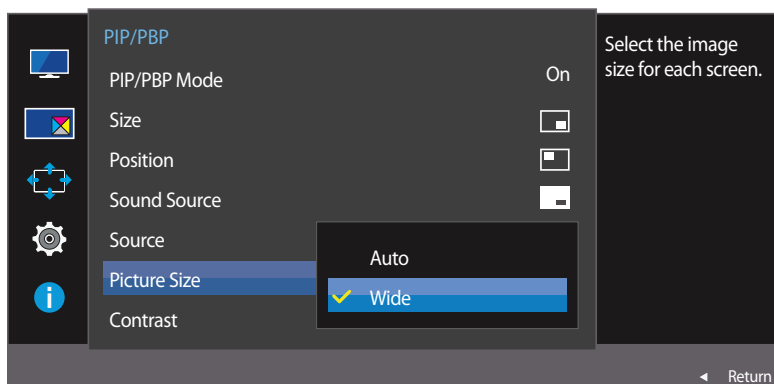 PIP/PBP
PIP/PBP Mode On
Size
Position
Sound Source
Source
Picture Size
Contrast
Auto
Wide
Select the image
size for each screen.
Return